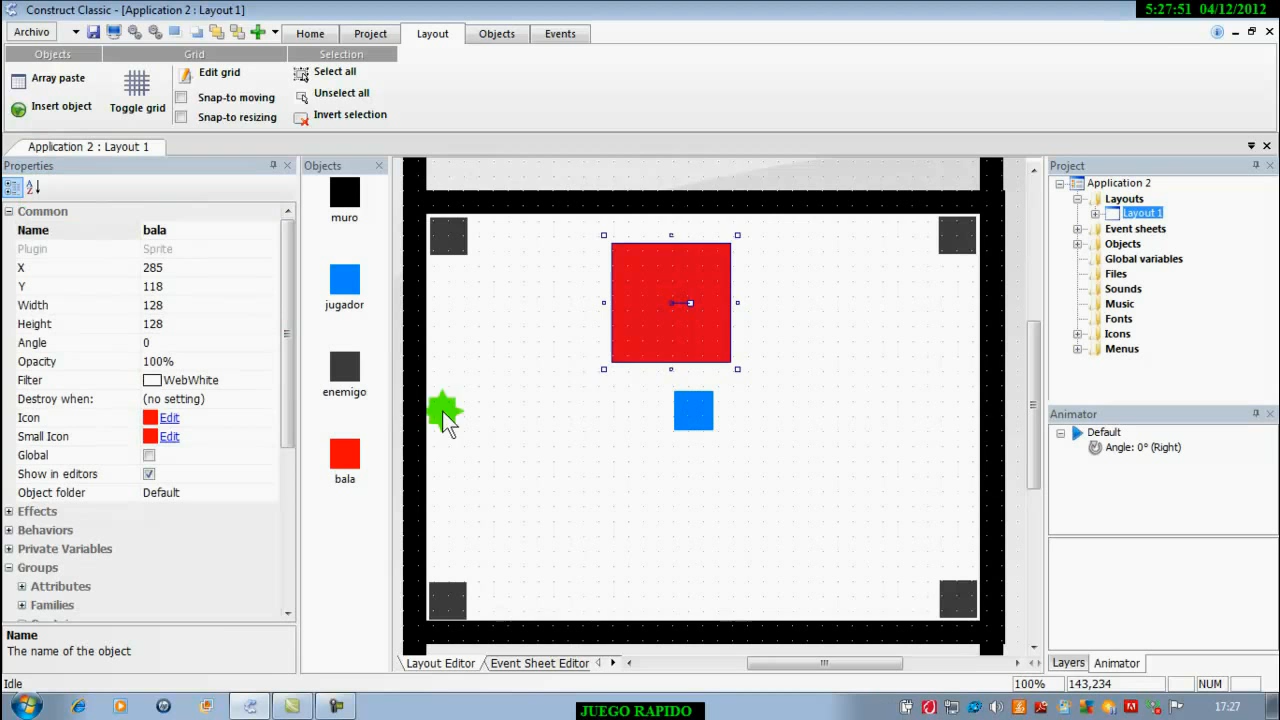 Construct Classic - [Application 2 : Layout 1]
5:27:51 04/12/2012
Archivo
Home
Project
Layout
Objects
Events
Objects
Grid
Selection
Array paste
Insert object
Toggle grid
Edit grid
Snap-to moving
Snap-to resizing
Select all
Unselect all
Invert selection
Application 2 : Layout 1
Properties
Common
Name bala
Plugin Sprite
X 285
Y 118
Width 128
Height 128
Angle 0
Opacity 100%
Filter WebWhite
Destroy when: (no setting)
Icon Edit
Small Icon Edit
Global
Show in editors
Object folder Default
Effects
Behaviors
Private Variables
Groups
Attributes
Families
Name
The name of the object
Objects
muro
jugador
enemigo
bala
Layout Editor
Event Sheet Editor
Project
Application 2
Layouts
Layout 1
Event sheets
Objects
Global variables
Files
Sounds
Music
Fonts
Icons
Menus
Animator
Default
Angle: 0° (Right)
Layers
Animator
Idle
100%
143,234
NUM
JUEGO RAPIDO
17:27